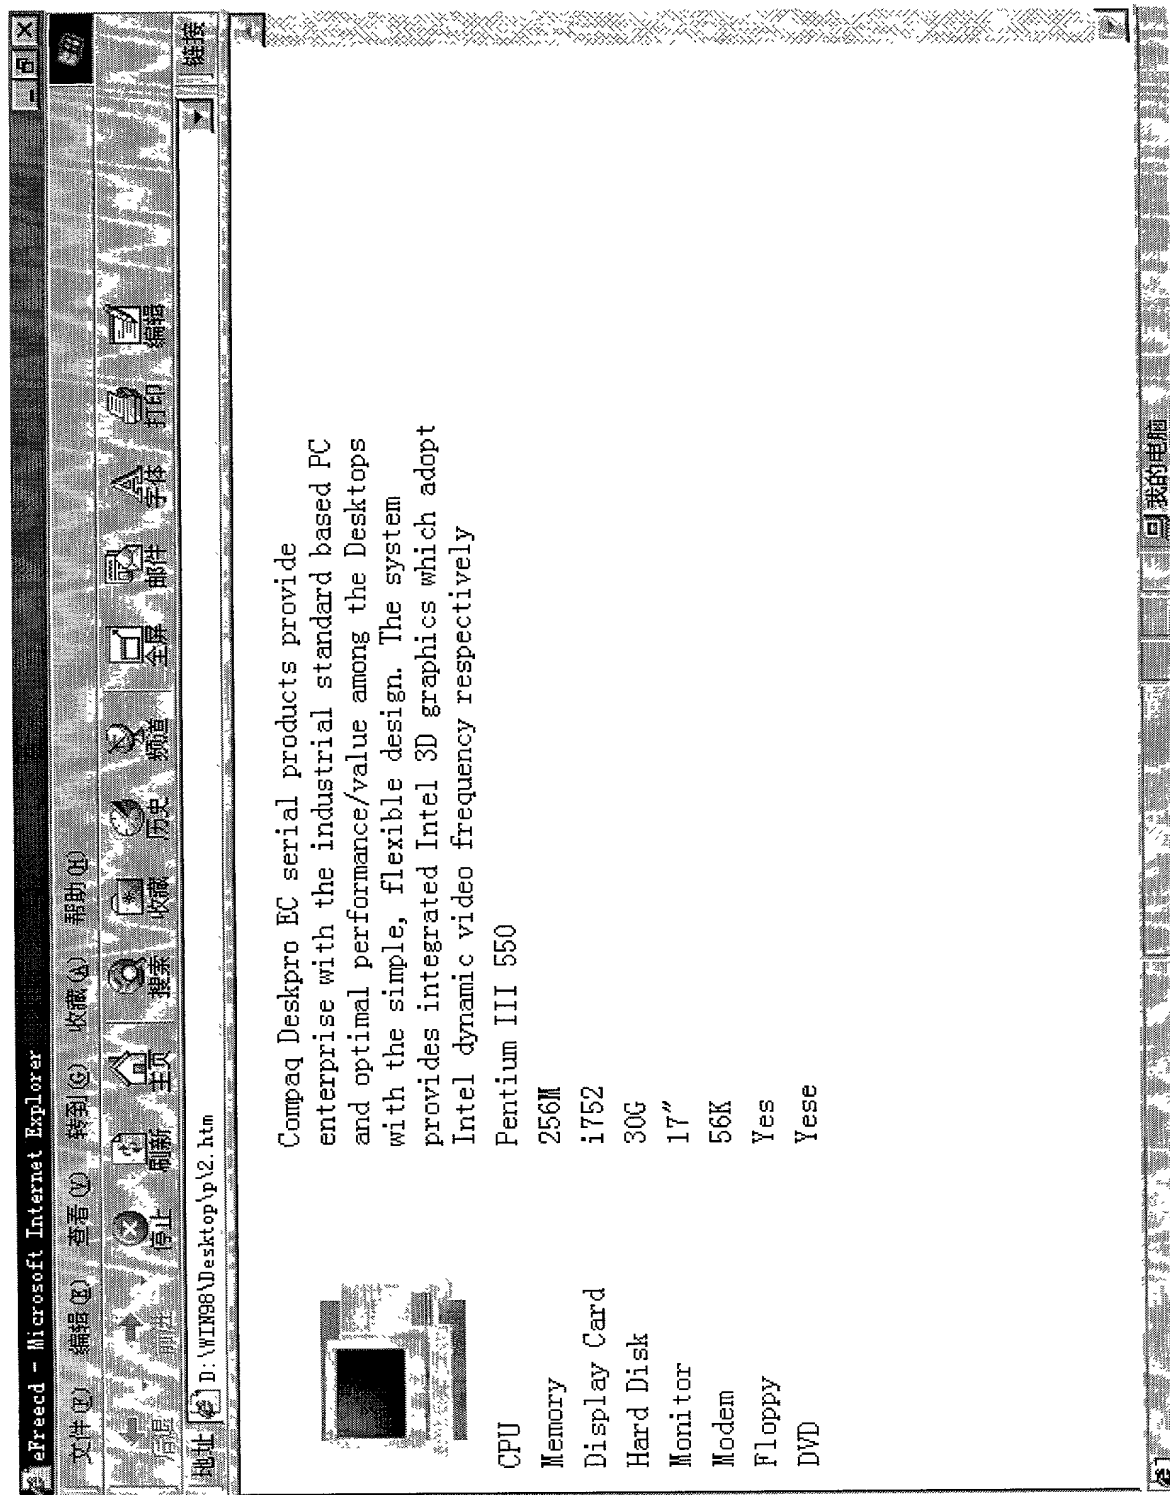 eFreecd - Microsoft Internet Explorer
文件(F) 编辑(E) 查看(V) 转到(G) 收藏(A) 帮助(H)
后退 前进 停止 刷新 主页 搜索 收藏 历史 频道 全屏 邮件 字体 打印 编辑
地址 D:\WIN98\Desktop\p\2.htm 链接
Compaq Deskpro EC serial products provide
enterprise with the industrial standard based PC
and optimal performance/value among the Desktops
with the simple, flexible design. The system
provides integrated Intel 3D graphics which adopt
Intel dynamic video frequency respectively
CPU Pentium III 550
Memory 256M
Display Card i752
Hard Disk 30G
Monitor 17″
Modem 56K
Floppy Yes
DVD Yese
我的电脑